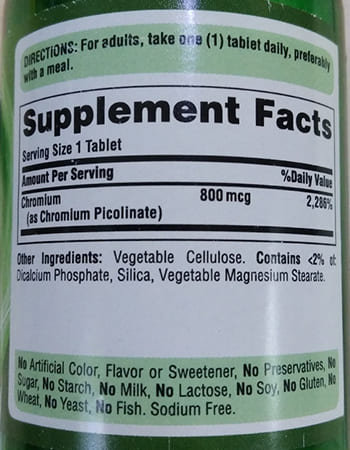 DIRECTIONS: For adults, take one (1) tablet daily, preferably
with a meal.
Supplement Facts
Serving Size 1 Tablet
Amount Per Serving %Daily Value
Chromium 800 mcg 2,286%
(as Chromium Picolinate)
Other Ingredients: Vegetable Cellulose. Contains <2% of:
Dicalcium Phosphate, Silica, Vegetable Magnesium Stearate.
No Artificial Color, Flavor or Sweetener, No Preservatives, No
Sugar, No Starch, No Milk, No Lactose, No Soy, No Gluten, No
Wheat, No Yeast, No Fish. Sodium Free.